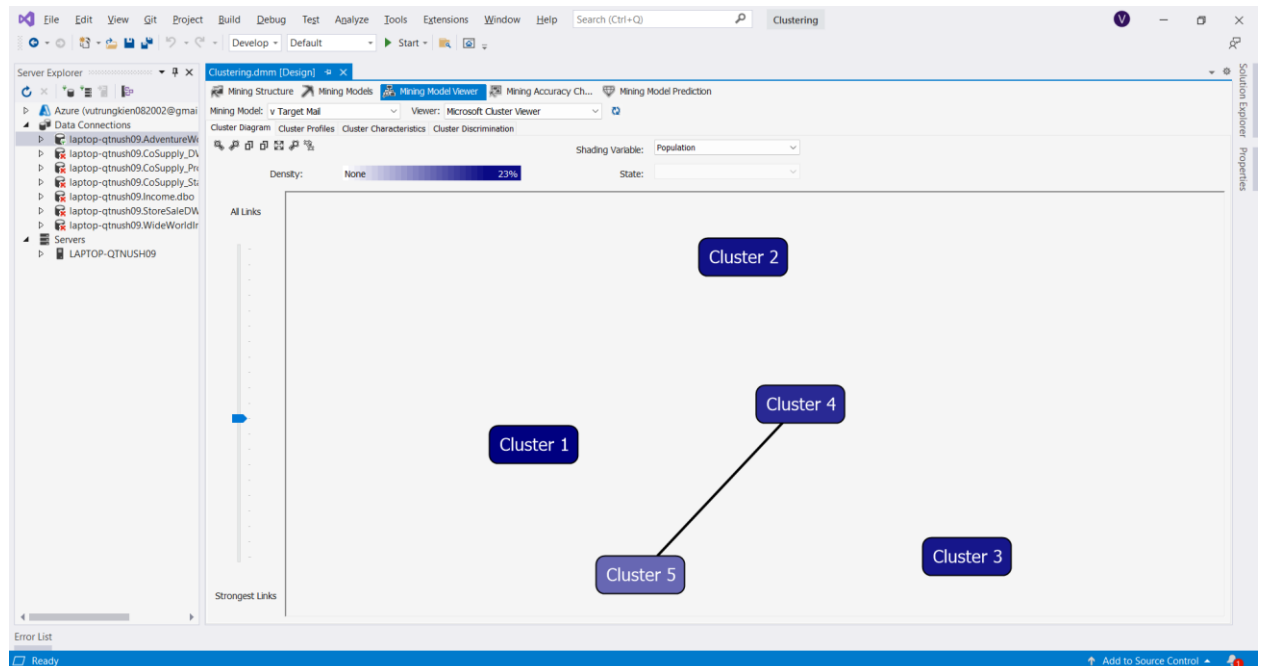 File Edit View Git Project Build Debug Test Analyze Tools Extensions Window Help Search (Ctrl+Q) Clustering V
Develop Default Start
Server Explorer
Clustering.dmm [Design]
Mining Structure Mining Models Mining Model Viewer Mining Accuracy Ch... Mining Model Prediction
Azure (vutrungkien082002@gmai
Data Connections
laptop-qtnush09.AdventureW
laptop-qtnush09.CoSupply_DV
laptop-qtnush09.CoSupply_Pr
laptop-qtnush09.CoSupply_Sta
laptop-qtnush09.Income.dbo
laptop-qtnush09.StoreSaleDW
laptop-qtnush09.WideWorldIr
Servers
LAPTOP-QTNUSH09
Mining Model: v Target Mail Viewer: Microsoft Cluster Viewer
Cluster Diagram Cluster Profiles Cluster Characteristics Cluster Discrimination
Shading Variable: Population
Density: None 23% State:
All Links
Cluster 2
Cluster 4
Cluster 1
Cluster 3
Cluster 5
Strongest Links
Solution Explorer
Properties
Error List
Ready Add to Source Control 1